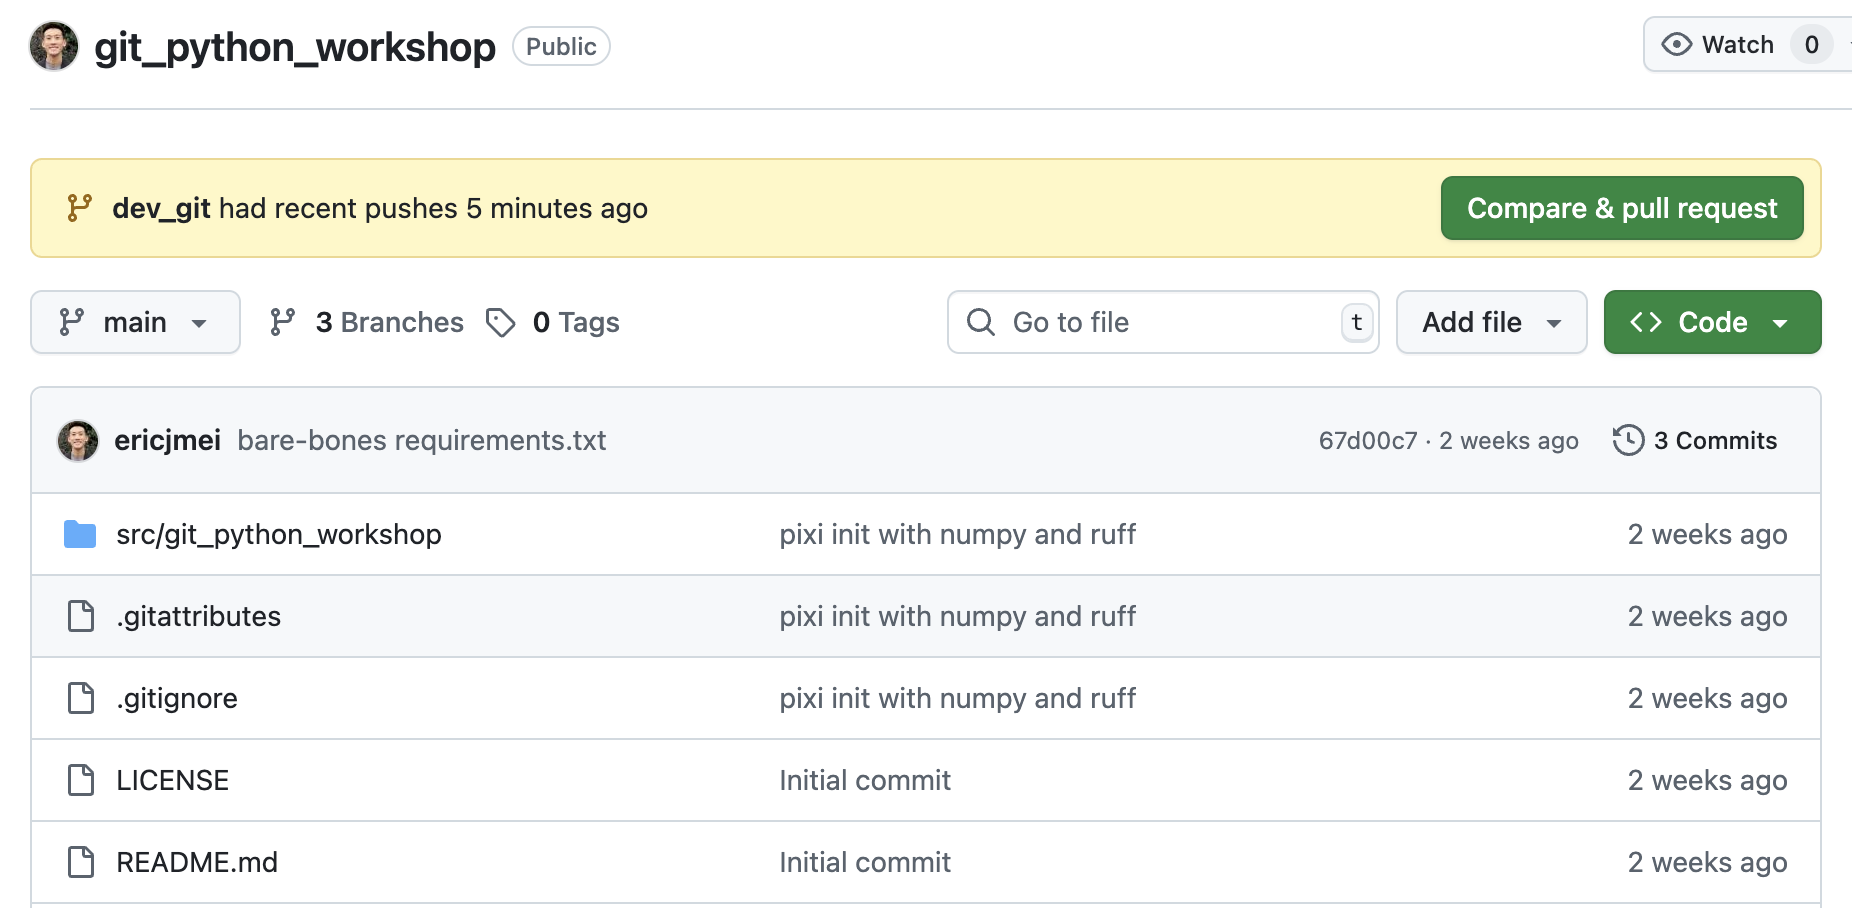 git_python_workshop Public Watch 0
dev_git had recent pushes 5 minutes ago Compare & pull request
main 3 Branches 0 Tags Go to file t Add file <> Code
ericjmei bare-bones requirements.txt 67d00c7 · 2 weeks ago 3 Commits
src/git_python_workshop pixi init with numpy and ruff 2 weeks ago
.gitattributes pixi init with numpy and ruff 2 weeks ago
.gitignore pixi init with numpy and ruff 2 weeks ago
LICENSE Initial commit 2 weeks ago
README.md Initial commit 2 weeks ago